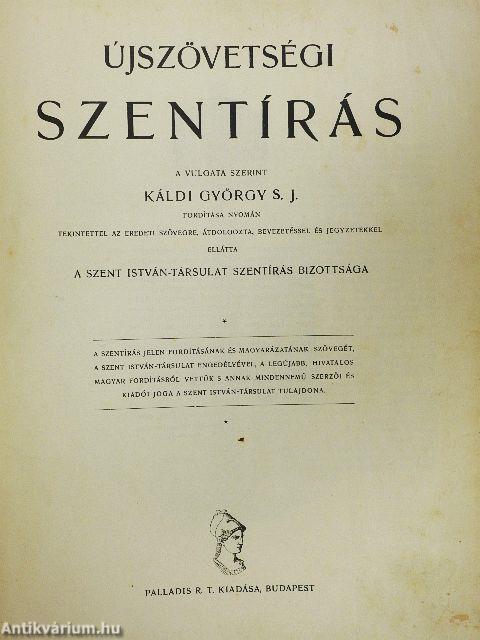 ÚJSZÖVETSÉGI
SZENTÍRÁS
A VULGATA SZERINT
KÁLDI GYÖRGY S. J.
FORDÍTÁSA NYOMÁN
TEKINTETTEL AZ EREDETI SZÖVEGRE, ÁTDOLGOZTA, BEVEZETÉSSEL ÉS JEGYZETEKKEL
ELLÁTTA
A SZENT ISTVÁN-TÁRSULAT SZENTÍRÁS BIZOTTSÁGA
*
A SZENTÍRÁS JELEN FORDÍTÁSÁNAK ÉS MAGYARÁZATÁNAK SZÖVEGÉT,
A SZENT ISTVÁN-TÁRSULAT ENGEDÉLYÉVEL, A LEGÚJABB, HIVATALOS
MAGYAR FORDÍTÁSBÓL VETTÜK S ANNAK MINDENNEMŰ SZERZŐI ÉS
KIADÓI JOGA A SZENT ISTVÁN-TÁRSULAT TULAJDONA.
*
PALLADIS R. T. KIADÁSA, BUDAPEST
Antikvárium.hu